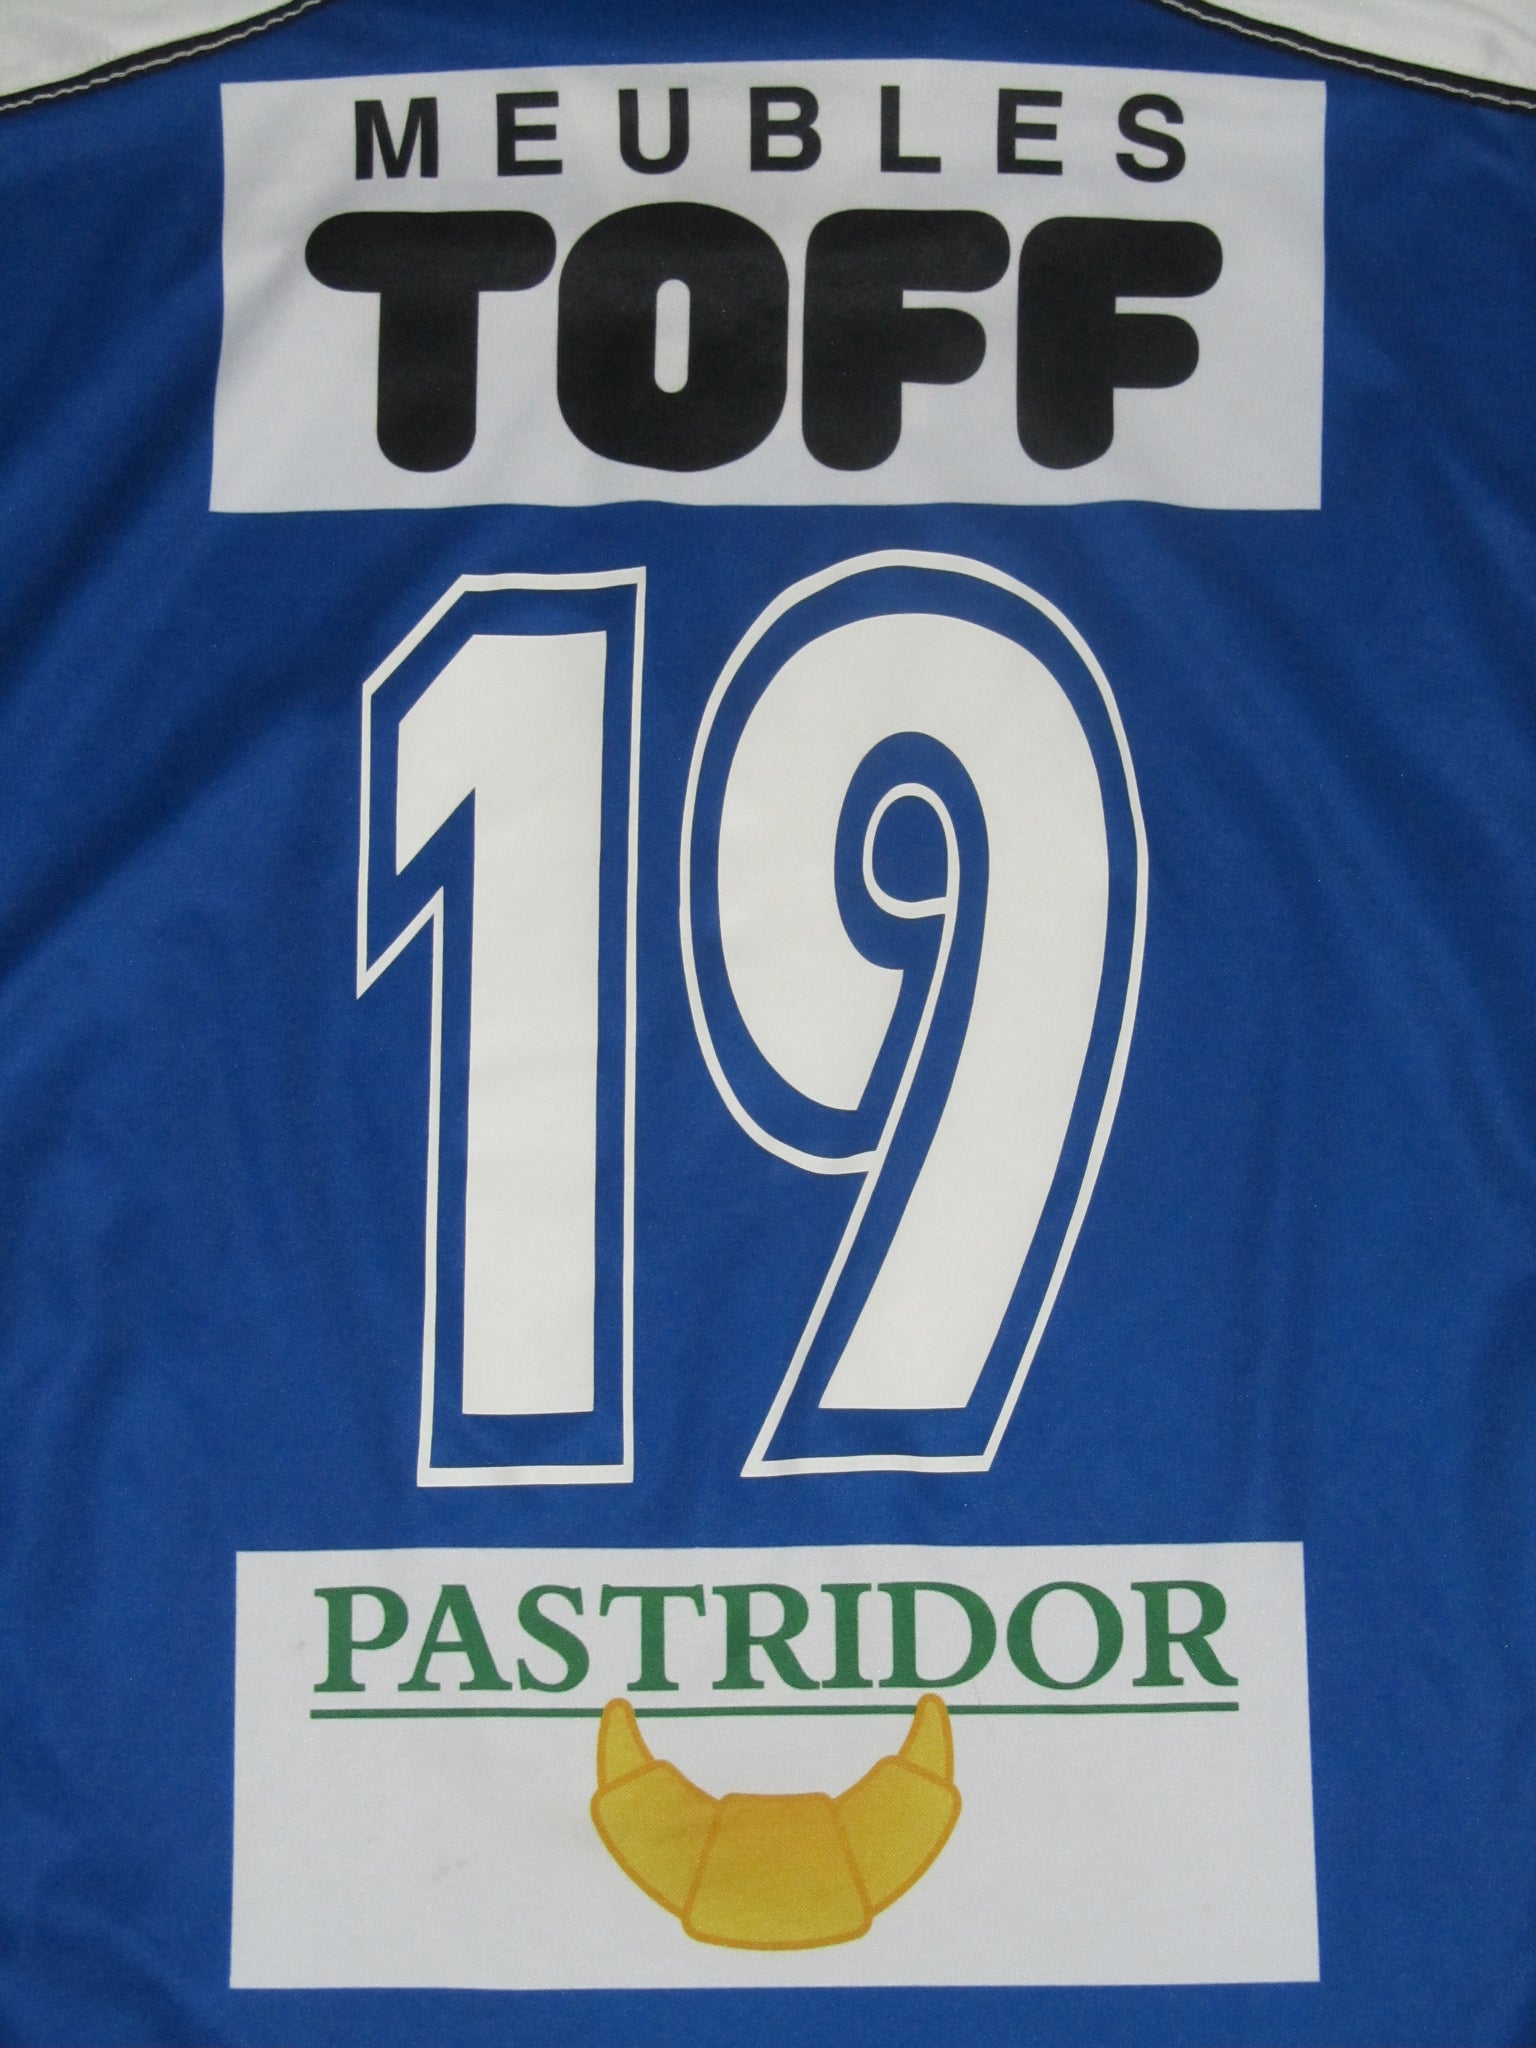 MEUBLES
TOFF
19
PASTRIDOR